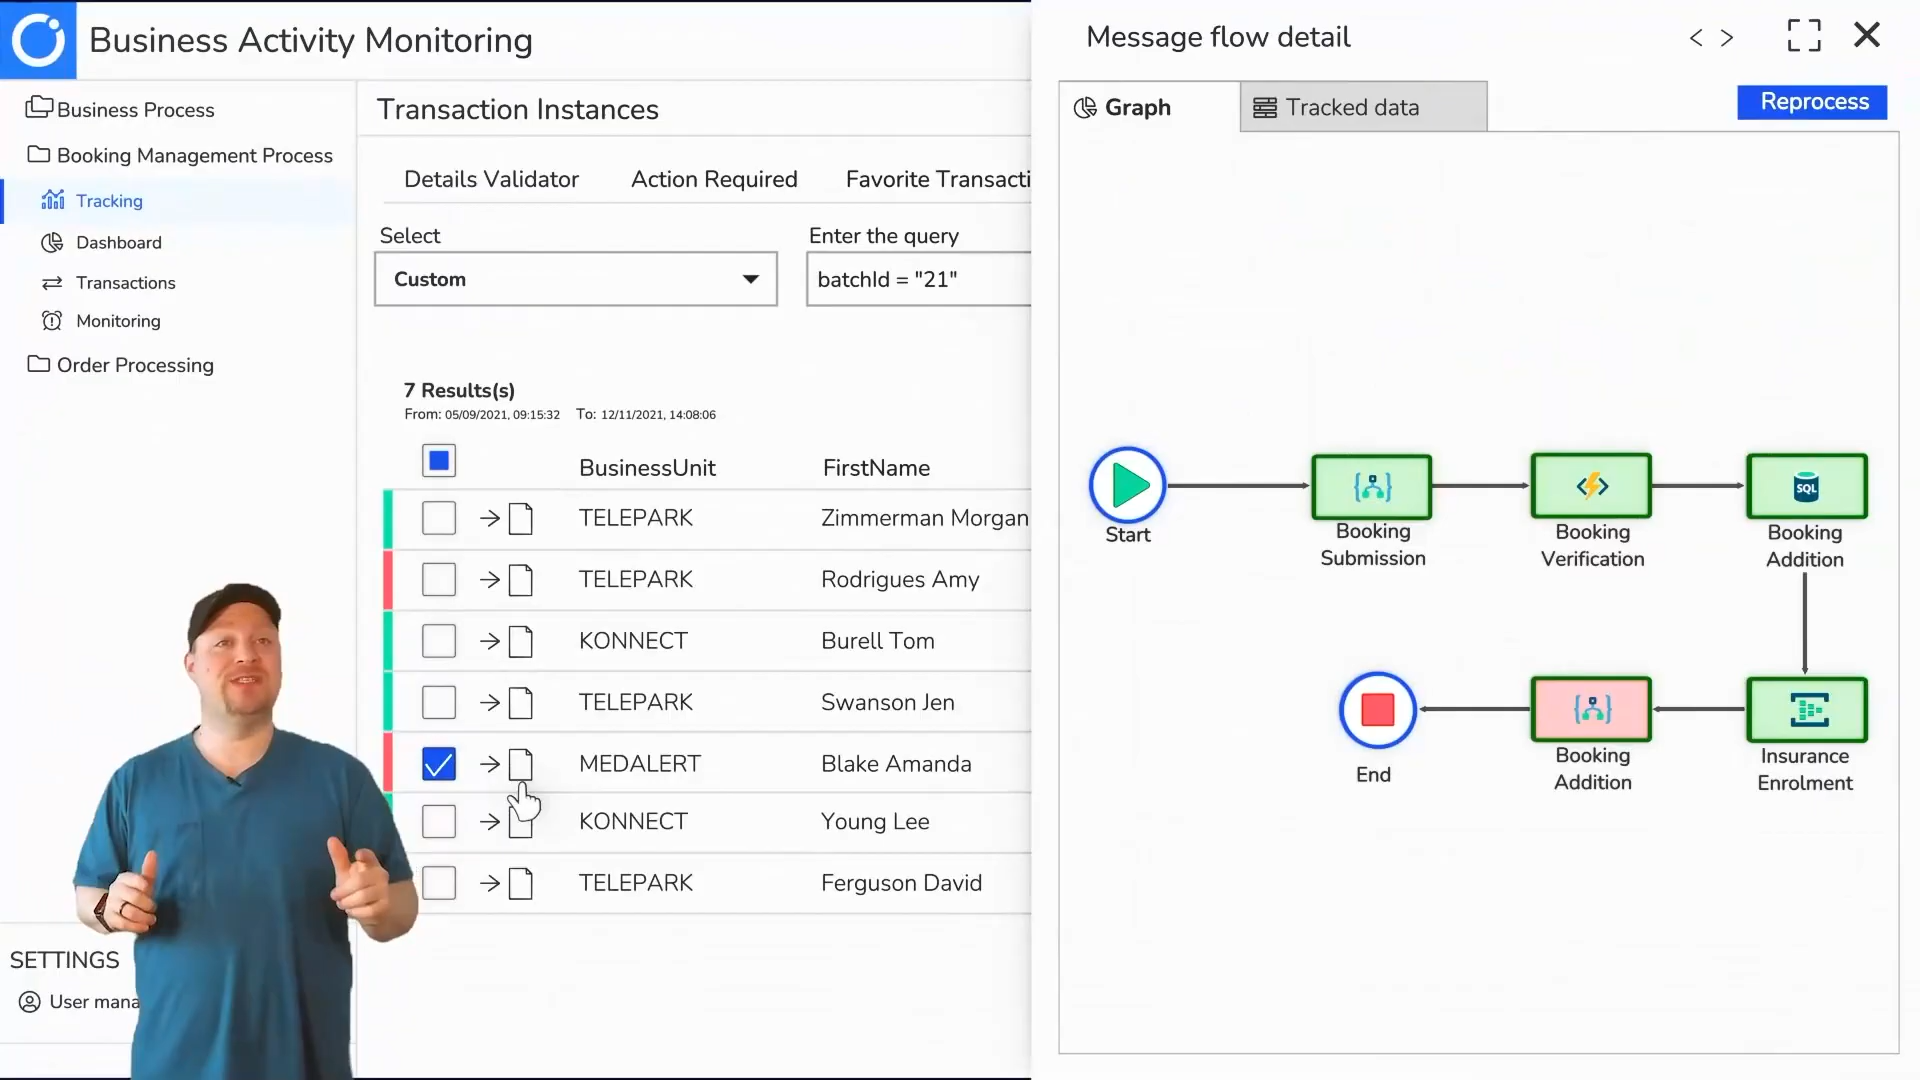 Business Activity Monitoring
Business Process
Booking Management Process
Tracking
Dashboard
Transactions
Monitoring
Order Processing
SETTINGS
User mana
Transaction Instances
Details Validator
Action Required
Favorite Transacti
Select
Enter the query
Custom
batchId = "21"
7 Results(s)
From: 05/09/2021, 09:15:32 To: 12/11/2021, 14:08:06
BusinessUnit FirstName
TELEPARK Zimmerman Morgan
TELEPARK Rodrigues Amy
KONNECT Burell Tom
TELEPARK Swanson Jen
MEDALERT Blake Amanda
KONNECT Young Lee
TELEPARK Ferguson David
Message flow detail
Graph
Tracked data
Reprocess
Start
Booking
Submission
Booking
Verification
SQL
Booking
Addition
End
Booking
Addition
Insurance
Enrolment